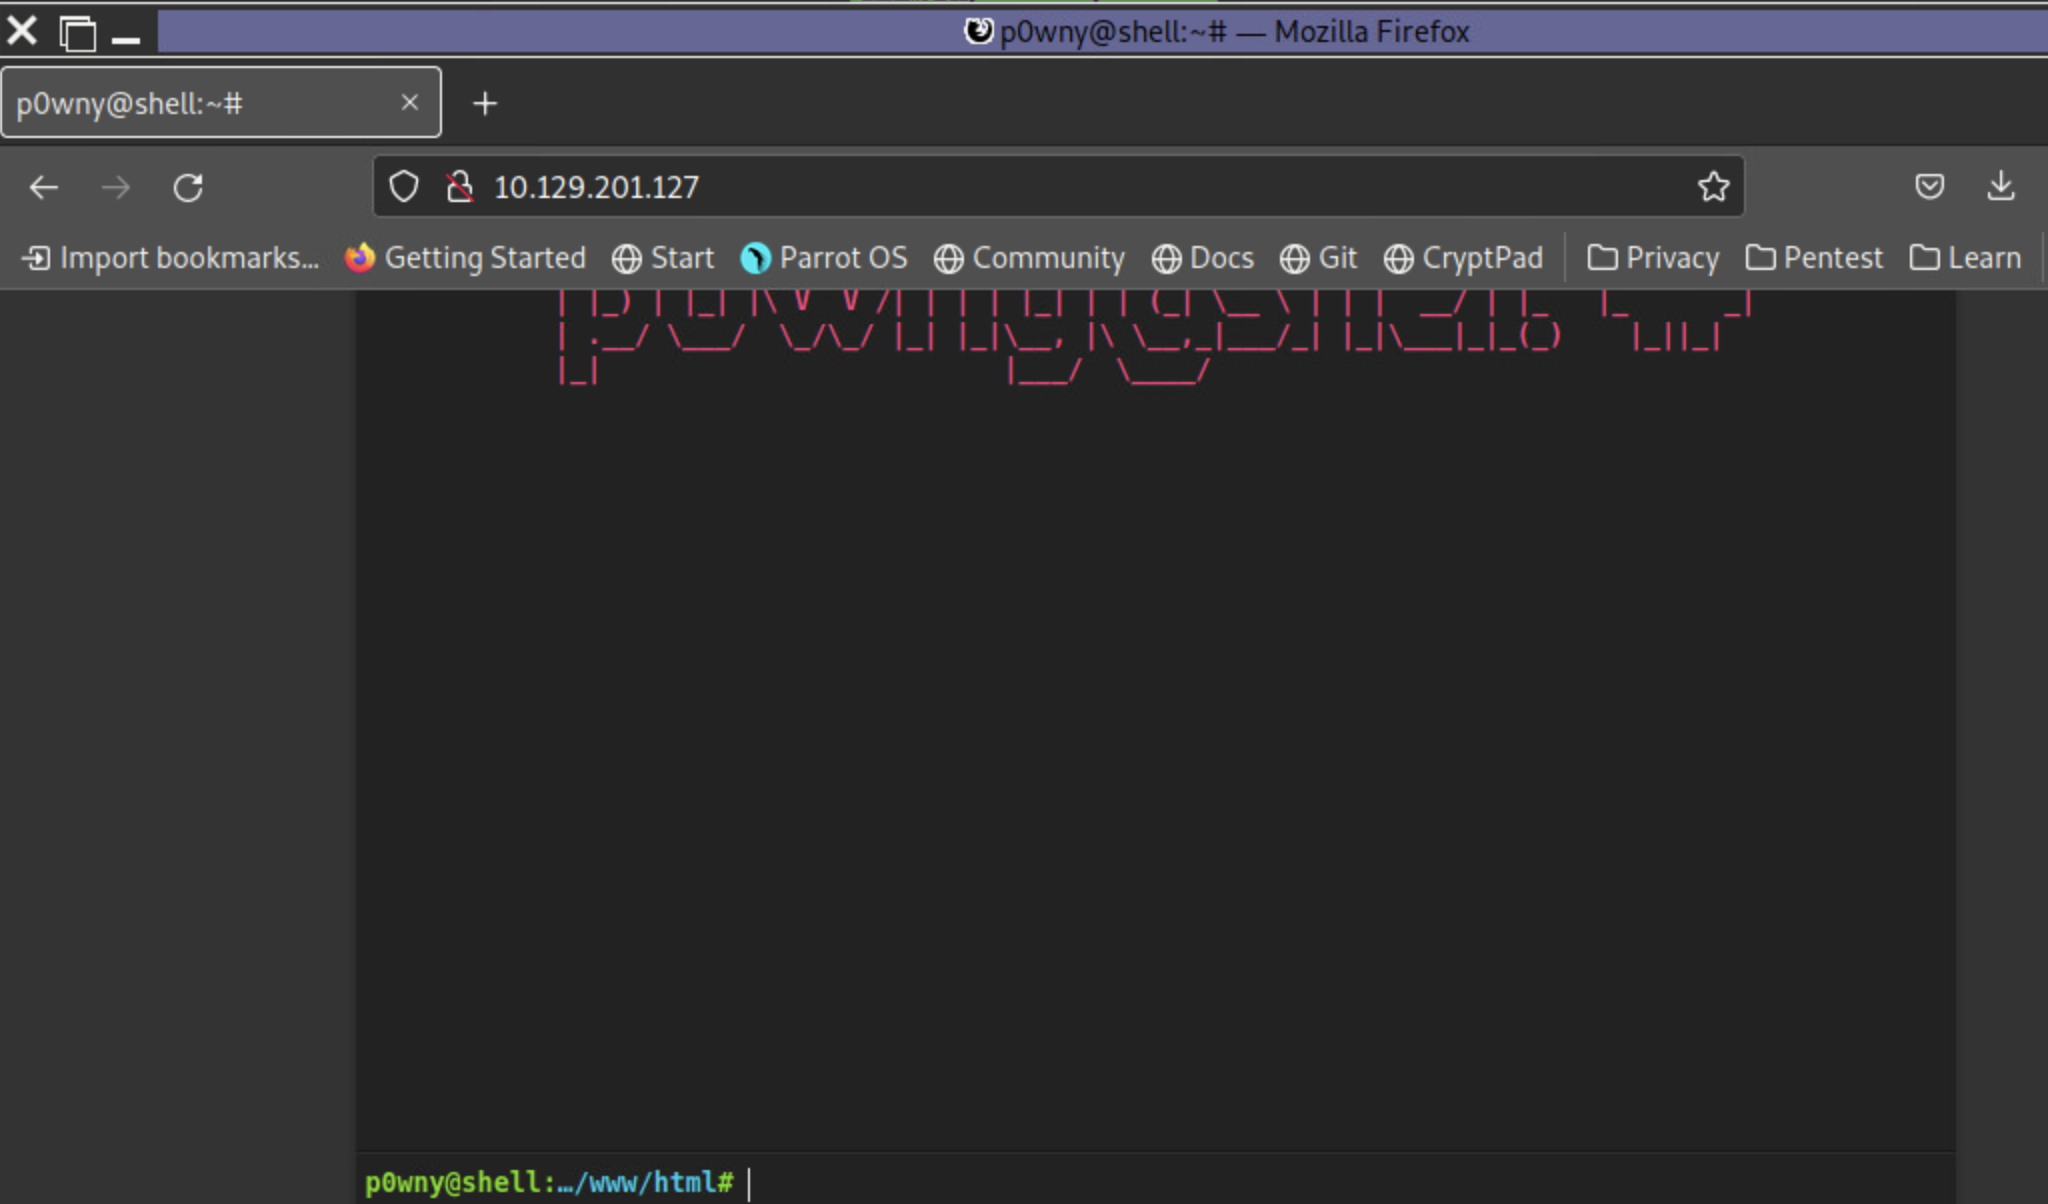 p0wny@shell:~# — Mozilla Firefox
p0wny@shell:~#
10.129.201.127
Import bookmarks... Getting Started Start Parrot OS Community Docs Git CryptPad Privacy Pentest Learn
p0wny@shell:…/www/html#